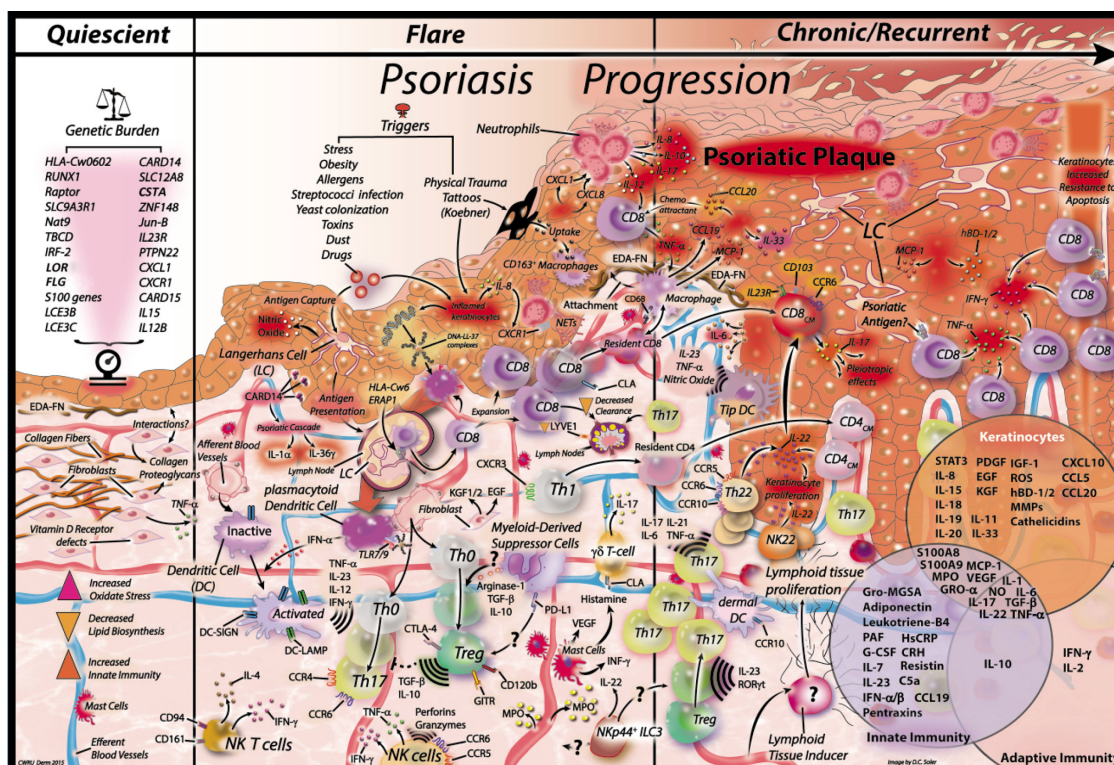 Quiescent
Flare
Chronic/Recurrent
Psoriasis Progression
Genetic Burden
HLA-Cw0602
RUNX1
Raptor
SLC9A3R1
Nat9
TBCD
IRF-2
LOR
FLG
S100 genes
LCE3B
LCE3C
CARD14
SLC12A8
CSTA
ZNF148
Jun-B
IL23R
PTPN22
CXCL1
CXCR1
CARD15
IL15
IL12B
Triggers
Stress
Obesity
Allergens
Streptococci infection
Yeast colonization
Toxins
Dust
Drugs
Physical Trauma
Tattoos
(Koebner)
Neutrophils
IL-8
IL-10
IL-17
IL-12
CXCL1
CXCL8
Psoriatic Plaque
Keratinocytes
Increased
Resistance to
Apoptosis
CD8
Chemo
attractant
CCL20
Uptake
CD163+ Macrophages
TNF-α
CCL19
MCP-1
IL-33
EDA-FN
EDA-FN
LC
MCP-1
hBD-1/2
CD8
IFN-γ
CD8
Antigen Capture
Nitric
Oxide
Langerhans Cell
(LC)
Inflamed
keratinocytes
IL-8
DNA-LL-37
complexes
CXCR1
NETs
Attachment
CD68
Macrophage
Resident CD8
IL23R
CD103
CCR6
CD8CM
Psoriatic
Antigen?
TNF-α
CD8
CD8
CD8
CD8
IL-6
IL-23
TNF-α
Nitric Oxide
IL-17
Pleiotropic
effects
CARD14
Antigen
Presentation
HLA-Cw6
ERAP1
CD8
CD8
CLA
Tip DC
EDA-FN
Interactions?
Psoriatic Cascade
IL-1α
IL-36γ
Lymph Node
LC
CD8
Expansion
CD8
Decreased
Clearance
LYVE1
Lymph Nodes
Th17
Resident CD4
CD4CM
CD4CM
Collagen Fibers
Fibroblasts
Collagen
Proteoglycans
Afferent Blood
Vessels
TNF-α
Vitamin D Receptor
defects
plasmacytoid
Dendritic Cell
CXCR3
Th1
KGF1/2
EGF
Fibroblast
IL-17
CCR5
CCR6
CCR10
Th22
IL-22
Keratinocyte
proliferation
IL-22
NK22
Th17
Keratinocytes
STAT3
IL-8
IL-15
IL-18
IL-19
IL-20
PDGF
EGF
KGF
IL-11
IL-33
IGF-1
ROS
hBD-1/2
MMPs
Cathelicidins
CXCL10
CCL5
CCL20
Inactive
Dendritic Cell
(DC)
IFN-α
TLR7/9
TNF-α
IL-23
IL-12
IFN-γ
Th0
Th0
Myeloid-Derived
Suppressor Cells
?
Arginase-1
TGF-β
IL-10
PD-L1
γδ T-cell
CLA
Histamine
IL-17
IL-6
IL-21
TNF-α
Th17
Lymphoid tissue
proliferation
S100A8
S100A9
MPO
GRO-α
MCP-1
VEGF
NO
IL-1
IL-6
IL-17
TGF-β
IL-22
TNF-α
Increased
Oxidate Stress
Decreased
Lipid Biosynthesis
Increased
Innate Immunity
Mast Cells
Efferent
Blood Vessels
Activated
DC-SIGN
DC-LAMP
Th17
CCR4
CCR6
CTLA-4
Treg
?
TGF-β
IL-10
CD120b
GITR
VEGF
Mast Cells
INF-γ
IL-22
MPO
MPO
Th17
Th17
Th17
dermal
DC
CCR10
IL-23
RORγt
Treg
?
Gro-MGSA
Adiponectin
Leukotriene-B4
PAF
HsCRP
G-CSF
CRH
IL-7
Resistin
IL-23
C5a
IFN-α/β
CCL19
Pentraxins
Innate Immunity
IL-10
IFN-γ
IL-2
Adaptive Immunity
IL-4
IFN-γ
CD94
CD161
NK T cells
TNF-α
IFN-γ
Perforins
Granzymes
NK cells
CCR6
CCR5
?
NKp44+ ILC3
?
Lymphoid
Tissue Inducer
CWRU Derm 2015
Image by D.C. Soler